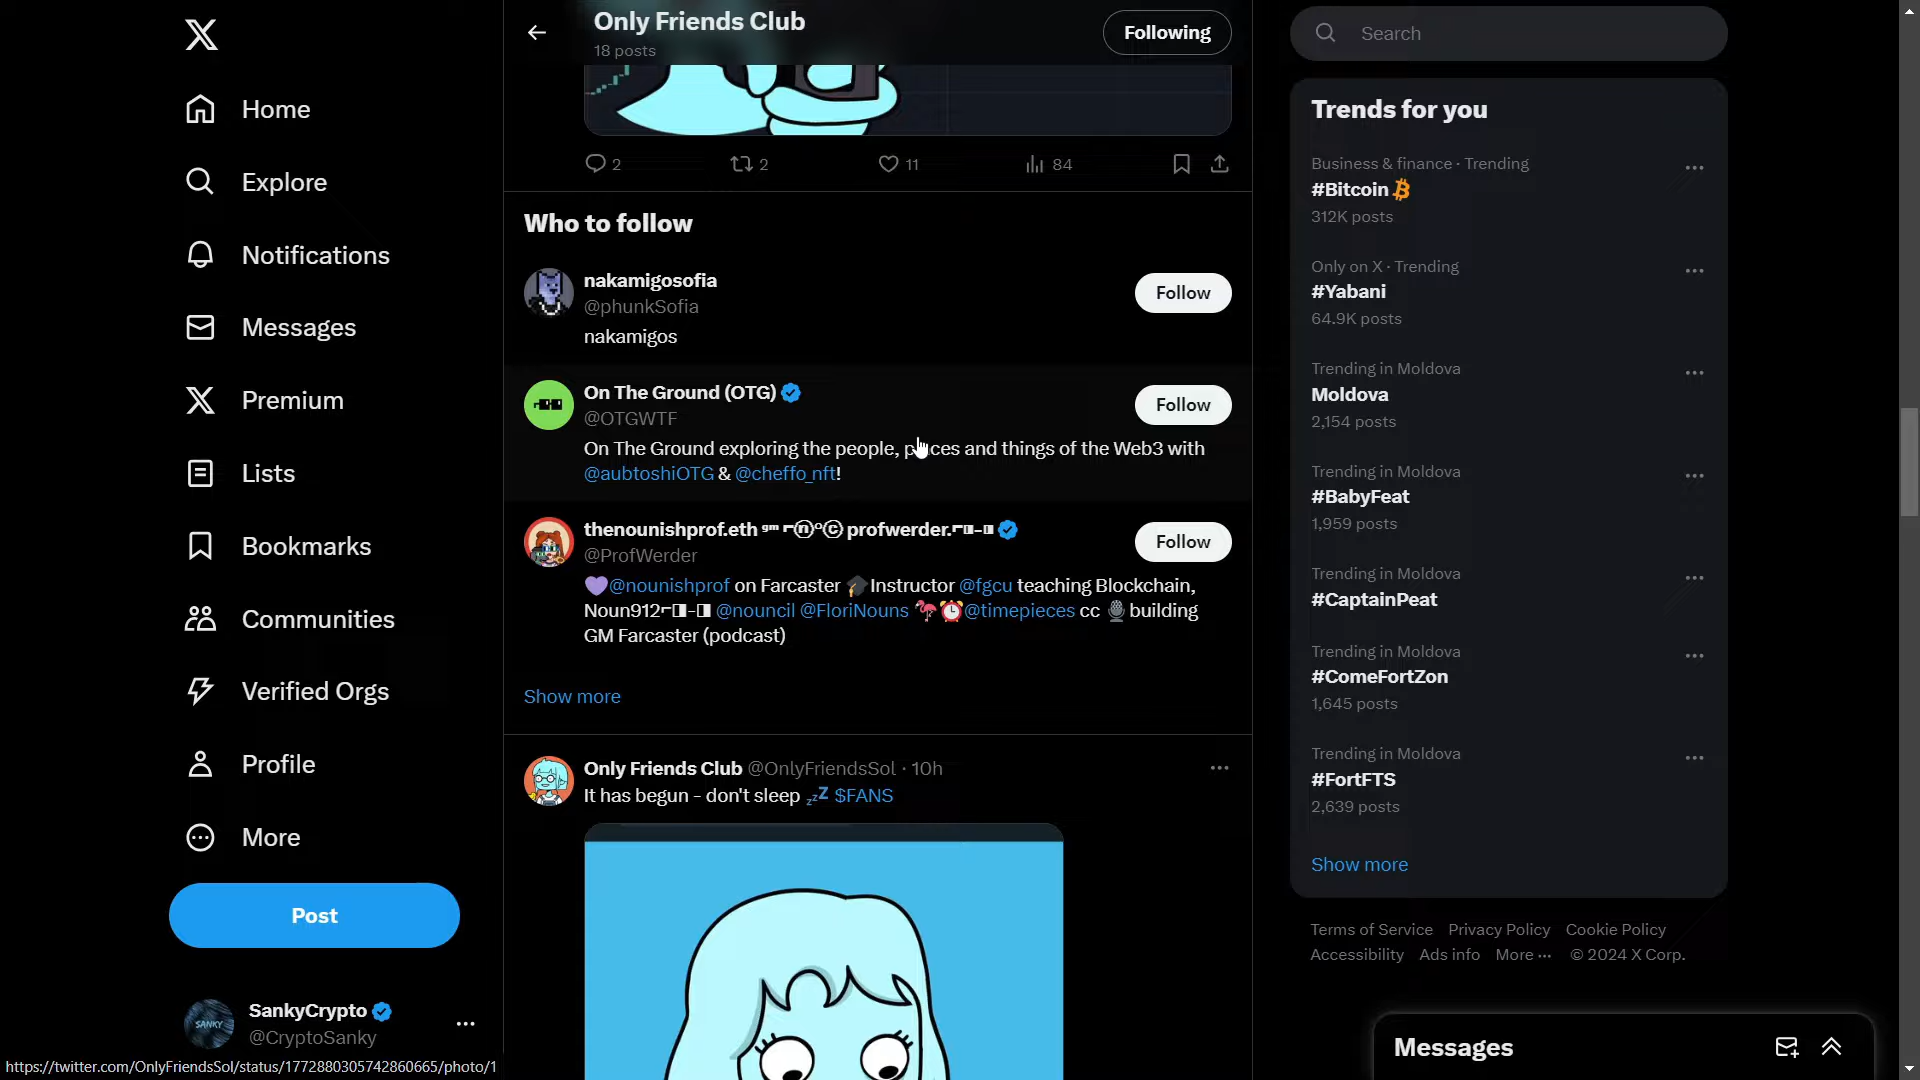 Home
Explore
Notifications
Messages
Premium
Lists
Bookmarks
Communities
Verified Orgs
Profile
More
Post
SANKY
SankyCrypto
@CryptoSanky
https://twitter.com/OnlyFriendsSol/status/1772880305742860665/photo/1
Only Friends Club
18 posts
Following
2
2
11
84
Who to follow
nakamigosofia
@phunkSofia
nakamigos
Follow
On The Ground (OTG)
@OTGWTF
Follow
On The Ground exploring the people, places and things of the Web3 with
@aubtoshiOTG & @cheffo_nft!
thenounishprof.eth ᵍᵐ ⌐ⓝºⓒ profwerder.⌐◨-◨
@ProfWerder
Follow
💜@nounishprof on Farcaster 🎓Instructor @fgcu teaching Blockchain,
Noun912⌐◨-◨ @nouncil @FloriNouns 🦩⏰@timepieces cc 🎙️building
GM Farcaster (podcast)
Show more
Only Friends Club @OnlyFriendsSol · 10h
It has begun - don't sleep 💤 $FANS
Search
Trends for you
Business & finance · Trending
#Bitcoin
312K posts
Only on X · Trending
#Yabani
64.9K posts
Trending in Moldova
Moldova
2,154 posts
Trending in Moldova
#BabyFeat
1,959 posts
Trending in Moldova
#CaptainPeat
Trending in Moldova
#ComeFortZon
1,645 posts
Trending in Moldova
#FortFTS
2,639 posts
Show more
Terms of Service Privacy Policy Cookie Policy
Accessibility Ads info More ··· © 2024 X Corp.
Messages